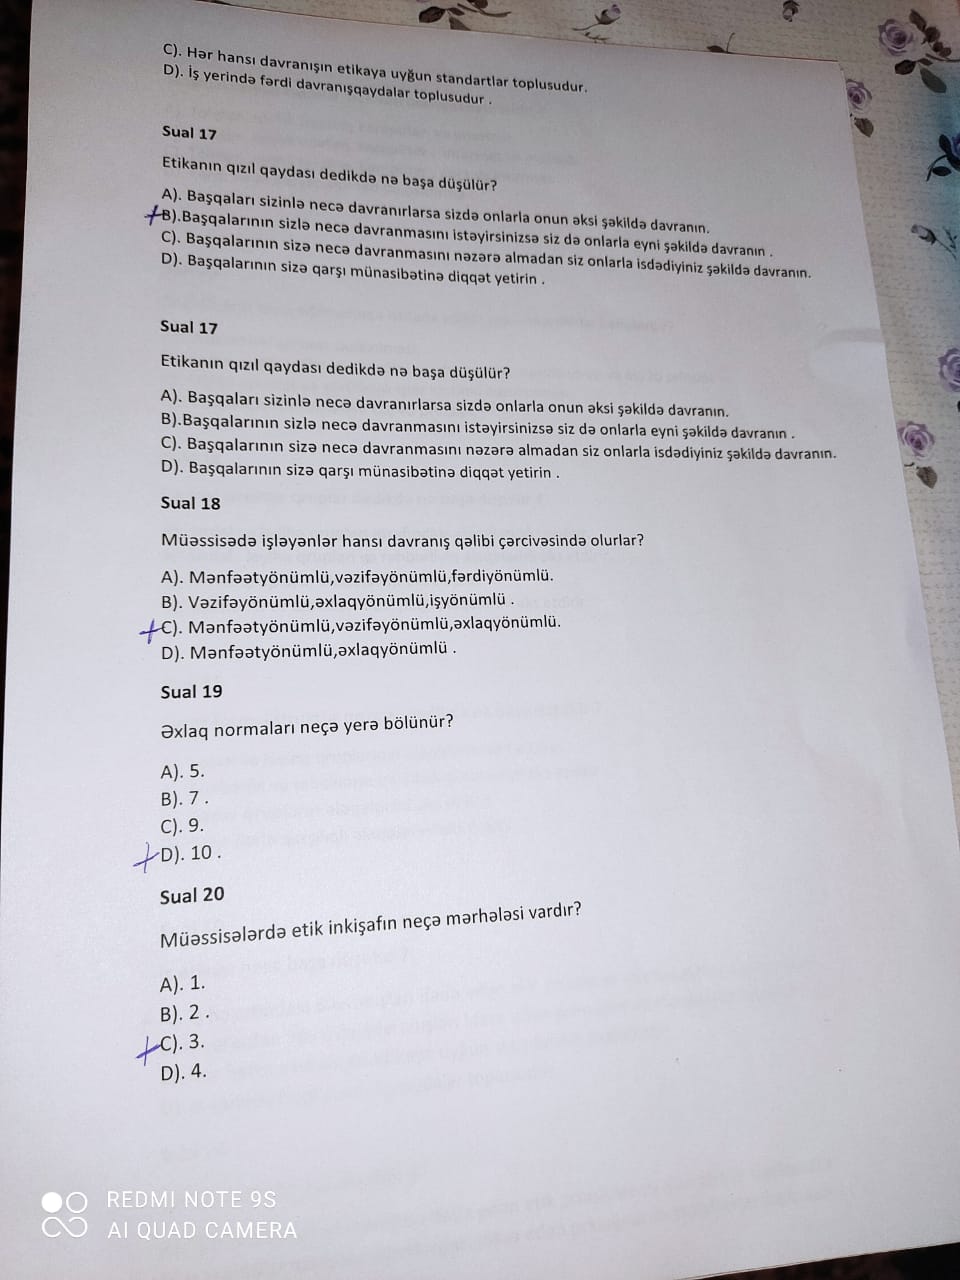 C). Hər hansı davranışın etikaya uyğun standartlar toplusudur.
D). İş yerində fərdi davranışqaydalar toplusudur .
Sual 17
Etikanın qızıl qaydası dedikdə nə başa düşülür?
A). Başqaları sizinlə necə davranırlarsa sizdə onlarla onun əksi şəkildə davranın.
+B).Başqalarının sizlə necə davranmasını istəyirsinizsə siz də onlarla eyni şəkildə davranın .
C). Başqalarının sizə necə davranmasını nəzərə almadan siz onlarla isdədiyiniz şəkildə davranın.
D). Başqalarının sizə qarşı münasibətinə diqqət yetirin .
Sual 17
Etikanın qızıl qaydası dedikdə nə başa düşülür?
A). Başqaları sizinlə necə davranırlarsa sizdə onlarla onun əksi şəkildə davranın.
B).Başqalarının sizlə necə davranmasını istəyirsinizsə siz də onlarla eyni şəkildə davranın .
C). Başqalarının sizə necə davranmasını nəzərə almadan siz onlarla isdədiyiniz şəkildə davranın.
D). Başqalarının sizə qarşı münasibətinə diqqət yetirin .
Sual 18
Müəssisədə işləyənlər hansı davranış qəlibi çərcivəsində olurlar?
A). Mənfəətyönümlü,vəzifəyönümlü,fərdiyönümlü.
B). Vəzifəyönümlü,əxlaqyönümlü,işyönümlü .
+C). Mənfəətyönümlü,vəzifəyönümlü,əxlaqyönümlü.
D). Mənfəətyönümlü,əxlaqyönümlü .
Sual 19
Əxlaq normaları neçə yerə bölünür?
A). 5.
B). 7 .
C). 9.
+D). 10 .
Sual 20
Müəssisələrdə etik inkişafın neçə mərhələsi vardır?
A). 1.
B). 2 .
+C). 3.
D). 4.
REDMI NOTE 9S
AI QUAD CAMERA